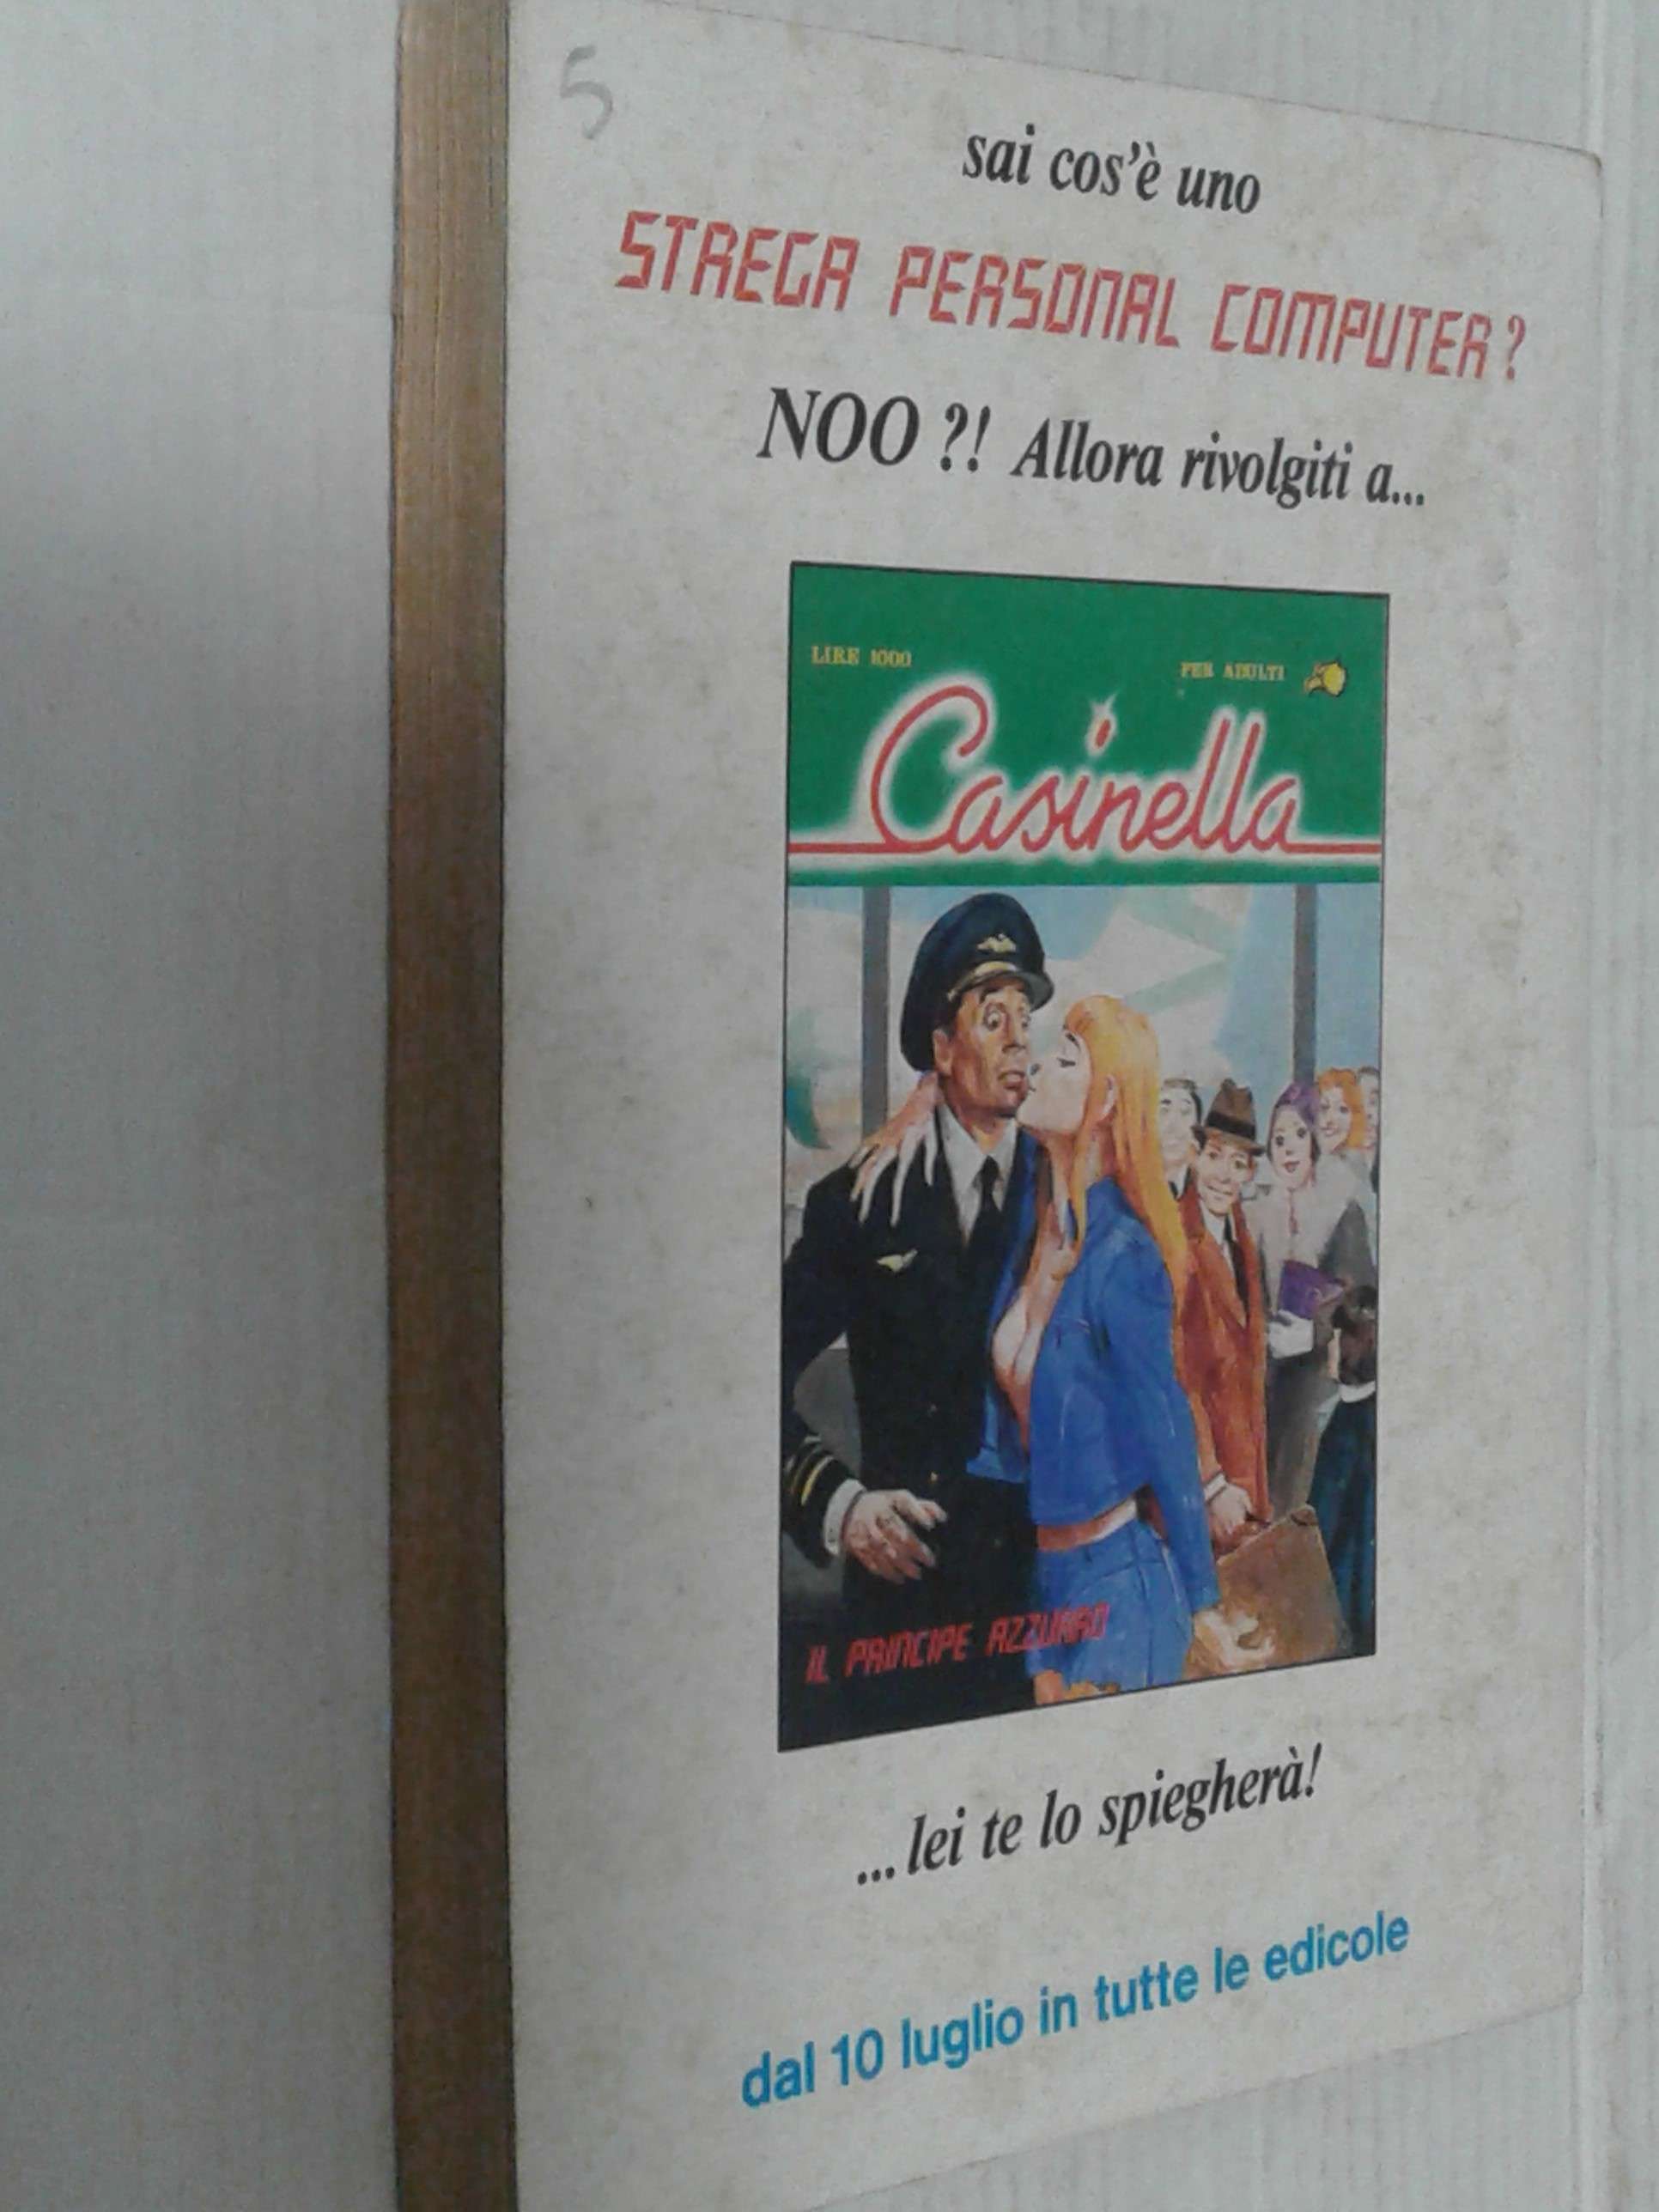 5
sai cos'è uno
STREGA PERSONAL COMPUTER?
NOO ?! Allora rivolgiti a...
LIRE 1000 PER ADULTI
Casinella
IL PRINCIPE AZZURRO
...lei te lo spiegherà!
dal 10 luglio in tutte le edicole